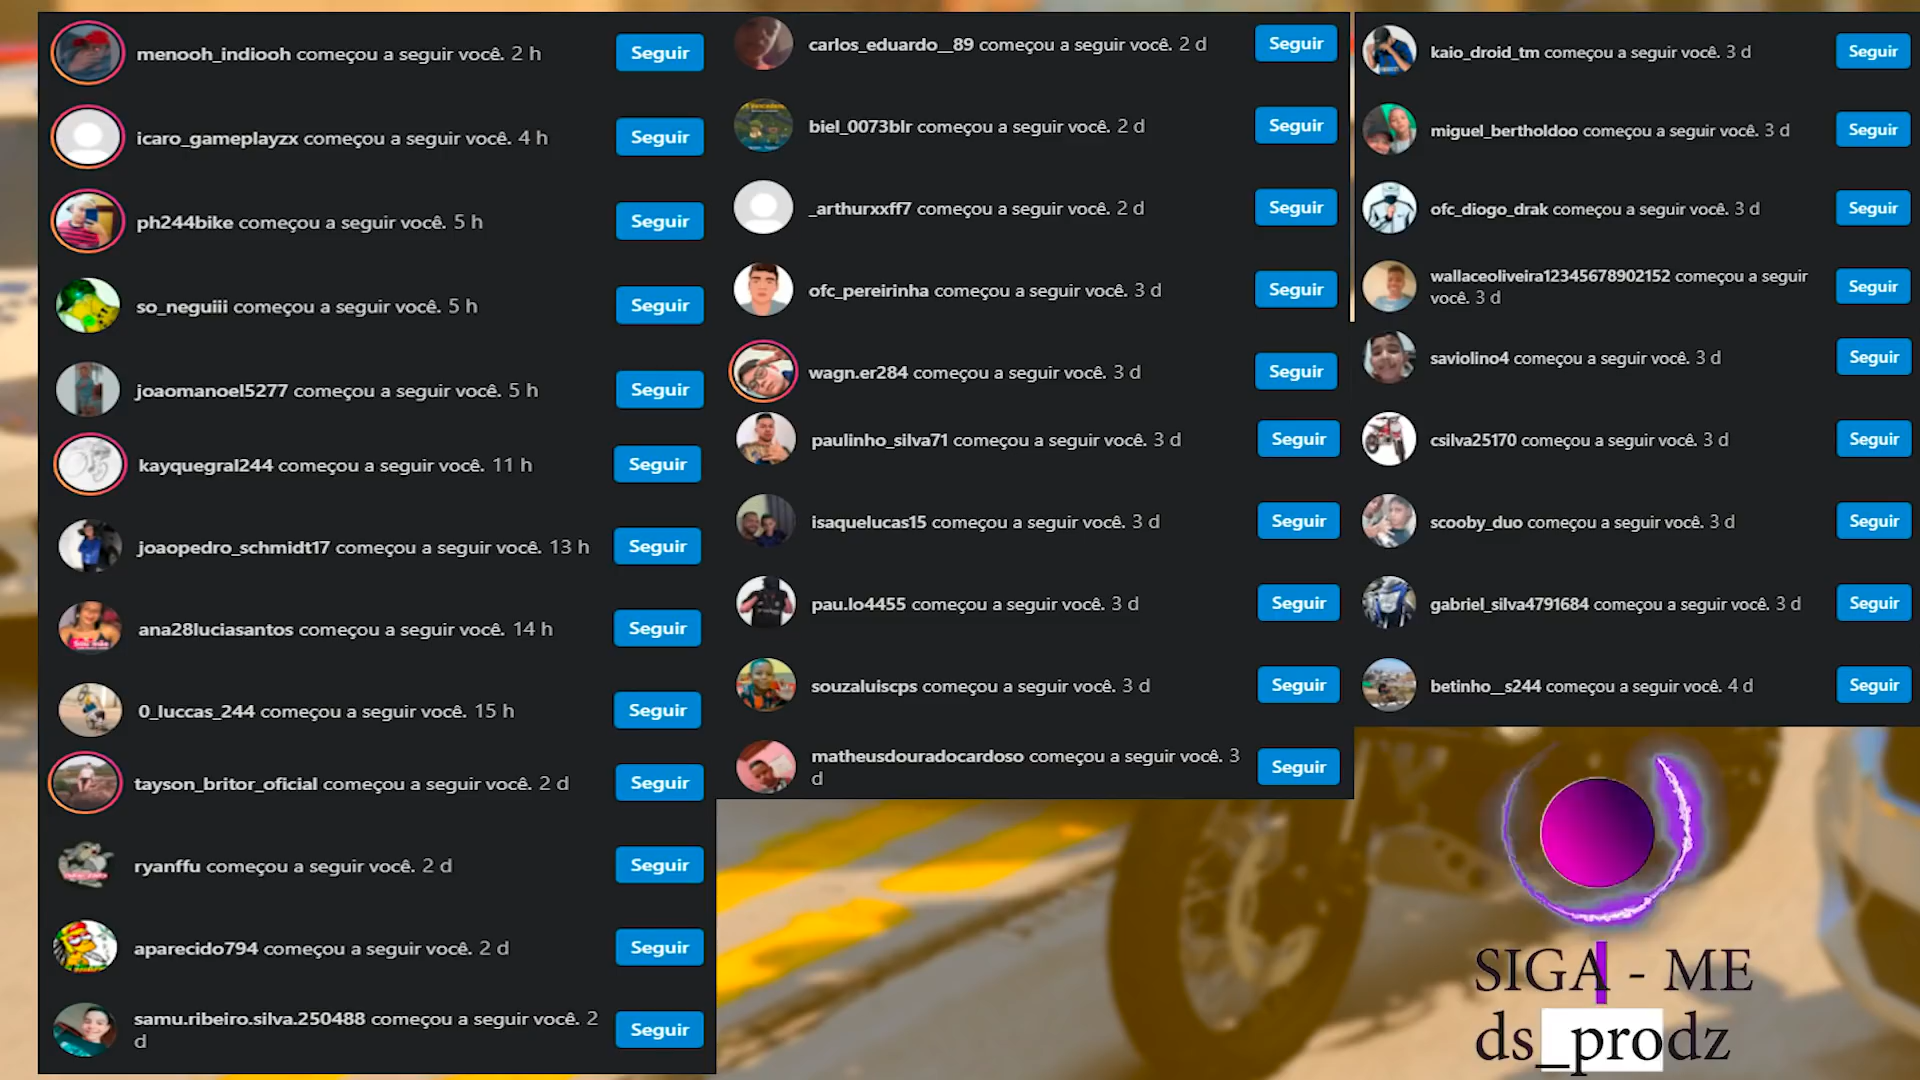 menooh_indiooh começou a seguir você. 2 h
Seguir
icaro_gameplayzx começou a seguir você. 4 h
Seguir
ph244bike começou a seguir você. 5 h
Seguir
so_neguiii começou a seguir você. 5 h
Seguir
joaomanoel5277 começou a seguir você. 5 h
Seguir
kayquegral244 começou a seguir você. 11 h
Seguir
joaopedro_schmidt17 começou a seguir você. 13 h
Seguir
ana28luciasantos começou a seguir você. 14 h
Seguir
0_luccas_244 começou a seguir você. 15 h
Seguir
tayson_britor_oficial começou a seguir você. 2 d
Seguir
ryanffu começou a seguir você. 2 d
Seguir
aparecido794 começou a seguir você. 2 d
Seguir
samu.ribeiro.silva.250488 começou a seguir você. 2
d
Seguir
carlos_eduardo__89 começou a seguir você. 2 d
Seguir
biel_0073blr começou a seguir você. 2 d
Seguir
_arthurxxff7 começou a seguir você. 2 d
Seguir
ofc_pereirinha começou a seguir você. 3 d
Seguir
wagn.er284 começou a seguir você. 3 d
Seguir
paulinho_silva71 começou a seguir você. 3 d
Seguir
isaquelucas15 começou a seguir você. 3 d
Seguir
pau.lo4455 começou a seguir você. 3 d
Seguir
souzaluiscps começou a seguir você. 3 d
Seguir
matheusdouradocardoso começou a seguir você. 3
d
Seguir
kaio_droid_tm começou a seguir você. 3 d
Seguir
miguel_bertholdoo começou a seguir você. 3 d
Seguir
ofc_diogo_drak começou a seguir você. 3 d
Seguir
wallaceoliveira12345678902152 começou a seguir
você. 3 d
Seguir
saviolino4 começou a seguir você. 3 d
Seguir
csilva25170 começou a seguir você. 3 d
Seguir
scooby_duo começou a seguir você. 3 d
Seguir
gabriel_silva4791684 começou a seguir você. 3 d
Seguir
betinho__s244 começou a seguir você. 4 d
Seguir
SIGA - ME
ds_prodz